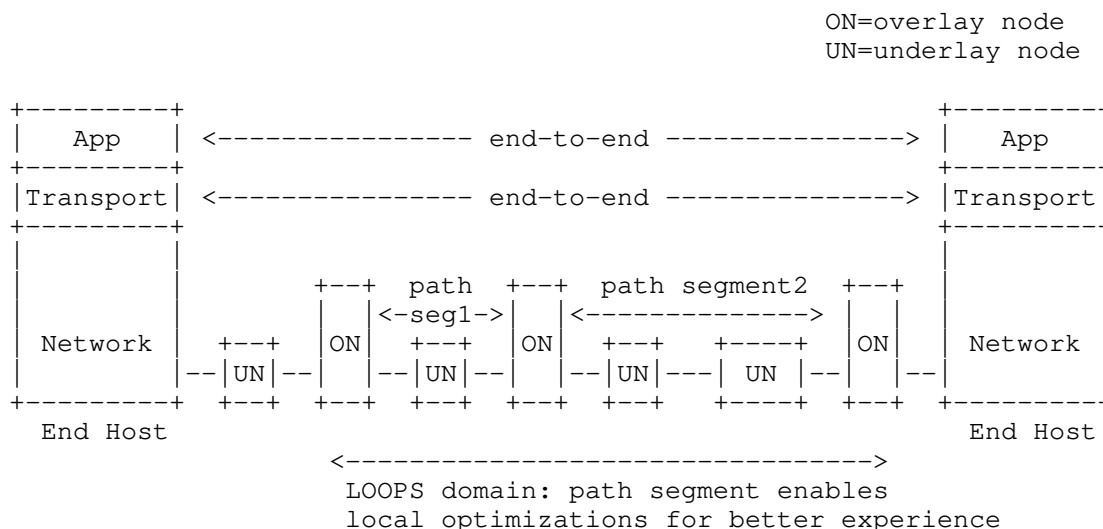 ON=overlay node
UN=underlay node
App <---------------- end-to-end ---------------> App
Transport <---------------- end-to-end ---------------> Transport
path path segment2
<-seg1-> <-------------->
Network ON ON ON Network
UN UN UN UN
End Host End Host
<---------------------------------->
LOOPS domain: path segment enables
local optimizations for better experience